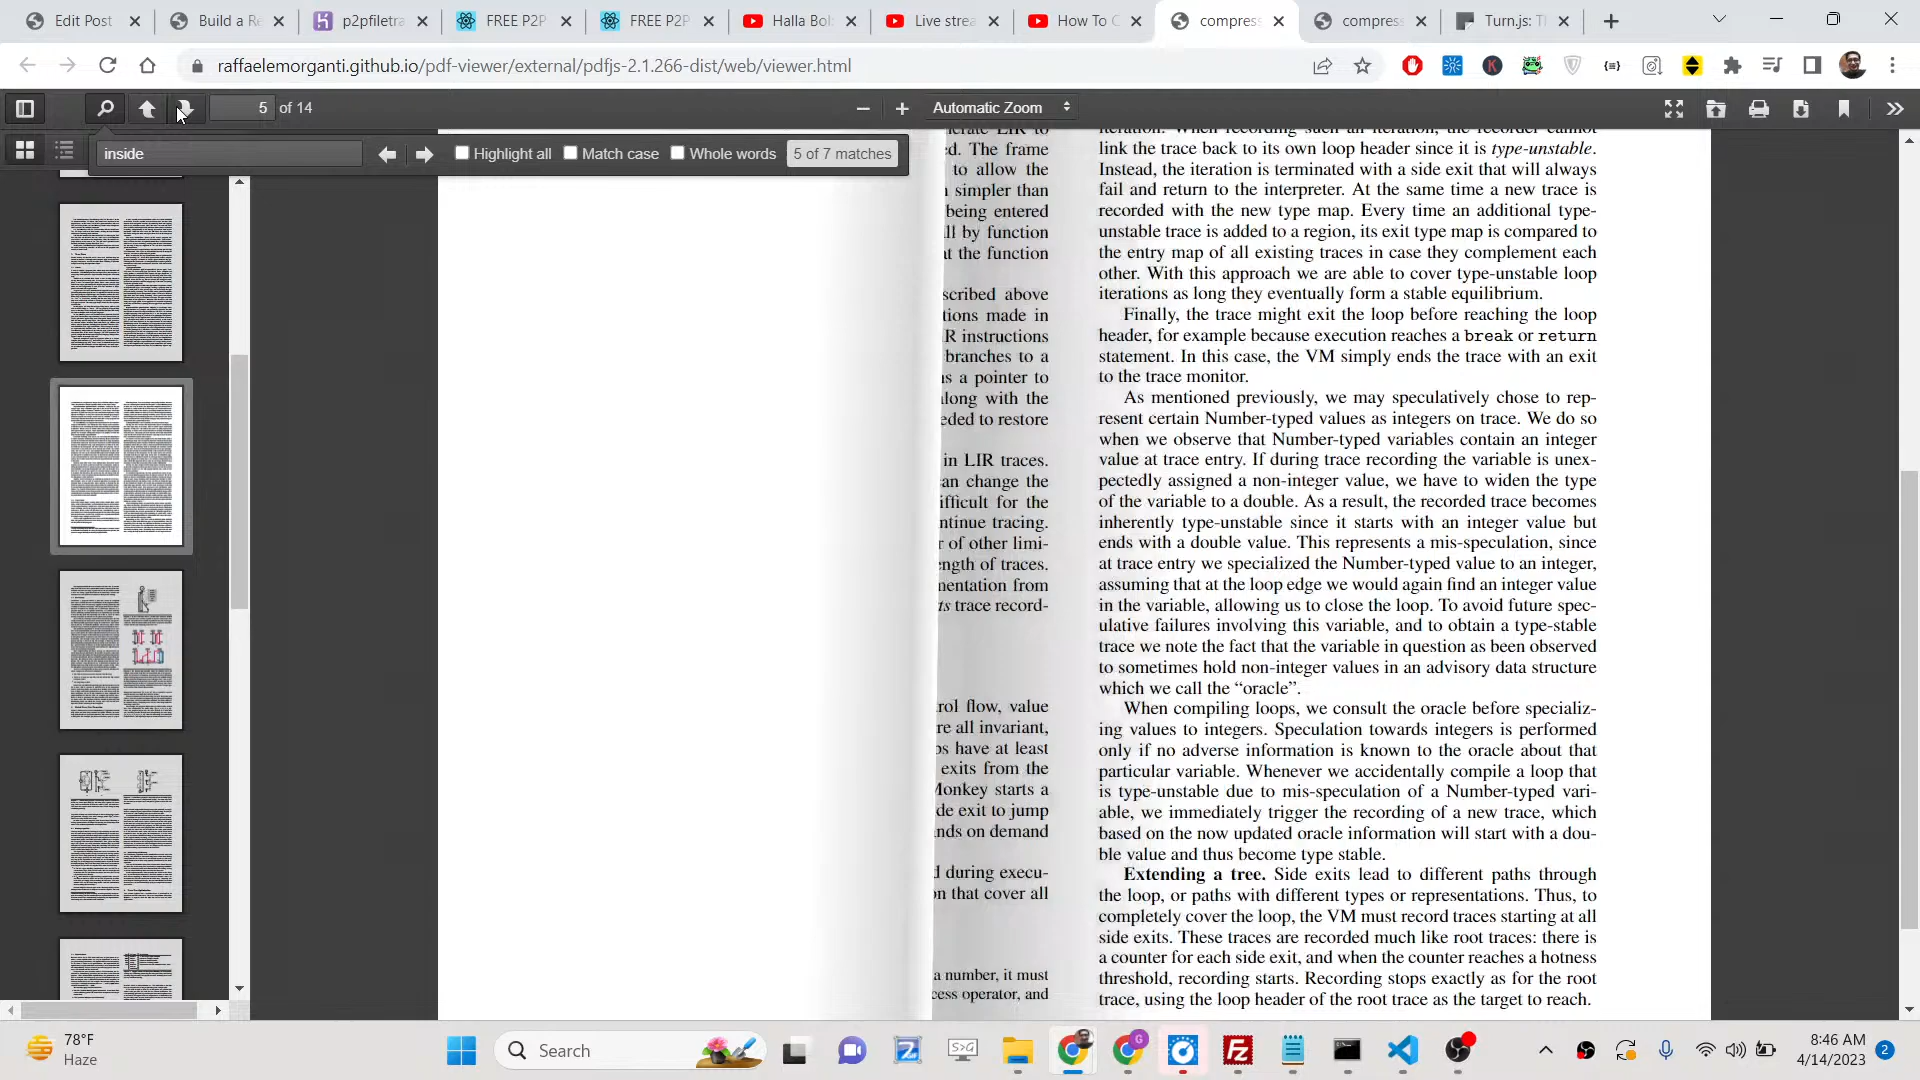 Edit Post
Build a Re
p2pfiletra
FREE P2P
FREE P2P
Halla Bol
Live strea
How To C
compress
compress
Turn.js: Th
raffaelemorganti.github.io/pdf-viewer/external/pdfjs-2.1.266-dist/web/viewer.html
5 of 14
Automatic Zoom
inside
Highlight all
Match case
Whole words
5 of 7 matches
nerate LIR to
ed. The frame
to allow the
simpler than
being entered
ll by function
at the function
scribed above
tions made in
R instructions
branches to a
as a pointer to
along with the
eded to restore
in LIR traces.
an change the
ifficult for the
ntinue tracing.
r of other limi-
ength of traces.
nentation from
ts trace record-
rol flow, value
re all invariant,
ps have at least
exits from the
Monkey starts a
de exit to jump
ands on demand
d during execu-
on that cover all
a number, it must
cess operator, and
iteration. When recording such an iteration, the recorder cannot
link the trace back to its own loop header since it is type-unstable.
Instead, the iteration is terminated with a side exit that will always
fail and return to the interpreter. At the same time a new trace is
recorded with the new type map. Every time an additional type-
unstable trace is added to a region, its exit type map is compared to
the entry map of all existing traces in case they complement each
other. With this approach we are able to cover type-unstable loop
iterations as long they eventually form a stable equilibrium.
Finally, the trace might exit the loop before reaching the loop
header, for example because execution reaches a break or return
statement. In this case, the VM simply ends the trace with an exit
to the trace monitor.
As mentioned previously, we may speculatively chose to rep-
resent certain Number-typed values as integers on trace. We do so
when we observe that Number-typed variables contain an integer
value at trace entry. If during trace recording the variable is unex-
pectedly assigned a non-integer value, we have to widen the type
of the variable to a double. As a result, the recorded trace becomes
inherently type-unstable since it starts with an integer value but
ends with a double value. This represents a mis-speculation, since
at trace entry we specialized the Number-typed value to an integer,
assuming that at the loop edge we would again find an integer value
in the variable, allowing us to close the loop. To avoid future spec-
ulative failures involving this variable, and to obtain a type-stable
trace we note the fact that the variable in question as been observed
to sometimes hold non-integer values in an advisory data structure
which we call the “oracle”.
When compiling loops, we consult the oracle before specializ-
ing values to integers. Speculation towards integers is performed
only if no adverse information is known to the oracle about that
particular variable. Whenever we accidentally compile a loop that
is type-unstable due to mis-speculation of a Number-typed vari-
able, we immediately trigger the recording of a new trace, which
based on the now updated oracle information will start with a dou-
ble value and thus become type stable.
Extending a tree. Side exits lead to different paths through
the loop, or paths with different types or representations. Thus, to
completely cover the loop, the VM must record traces starting at all
side exits. These traces are recorded much like root traces: there is
a counter for each side exit, and when the counter reaches a hotness
threshold, recording starts. Recording stops exactly as for the root
trace, using the loop header of the root trace as the target to reach.
78°F
Haze
Search
8:46 AM
4/14/2023
2